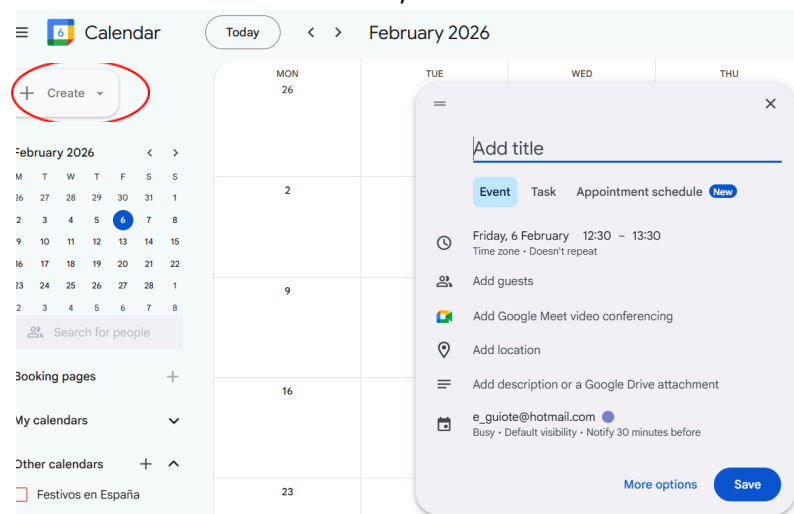 6 Calendar Today February 2026
Create
February 2026
M T W T F S S
26 27 28 29 30 31 1
2 3 4 5 6 7 8
9 10 11 12 13 14 15
16 17 18 19 20 21 22
23 24 25 26 27 28 1
2 3 4 5 6 7 8
Search for people
Booking pages
My calendars
Other calendars
Festivos en España
MON TUE WED THU
26
2
9
16
23
Add title
Event Task Appointment schedule New
Friday, 6 February 12:30 – 13:30
Time zone • Doesn't repeat
Add guests
Add Google Meet video conferencing
Add location
Add description or a Google Drive attachment
e_guiote@hotmail.com
Busy • Default visibility • Notify 30 minutes before
More options Save